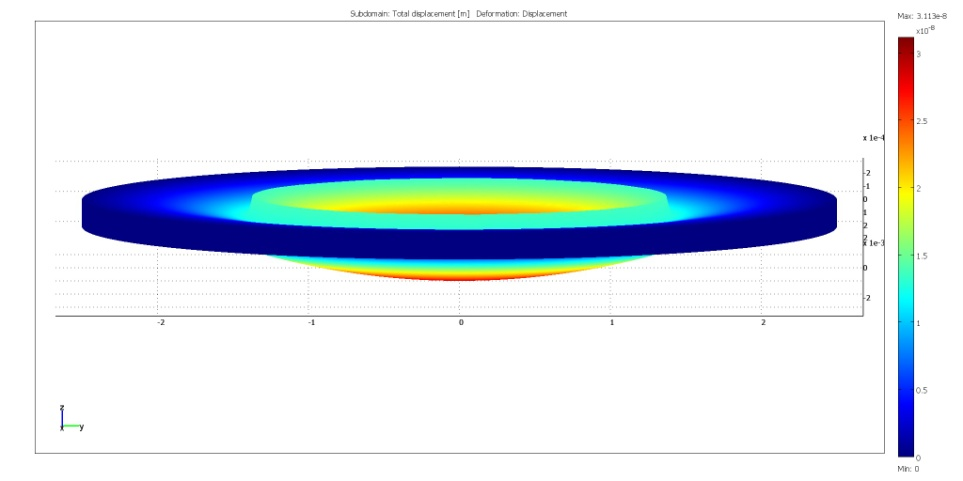 Subdomain: Total displacement [m]  Deformation: Displacement
Max: 3.113e-8
x10-8
3
2.5
2
1.5
1
0.5
0
Min: 0
x 1e-4
-2
-1
0
1
2
x 1e-3
0
-2
-2
-1
0
1
2
z
x
y